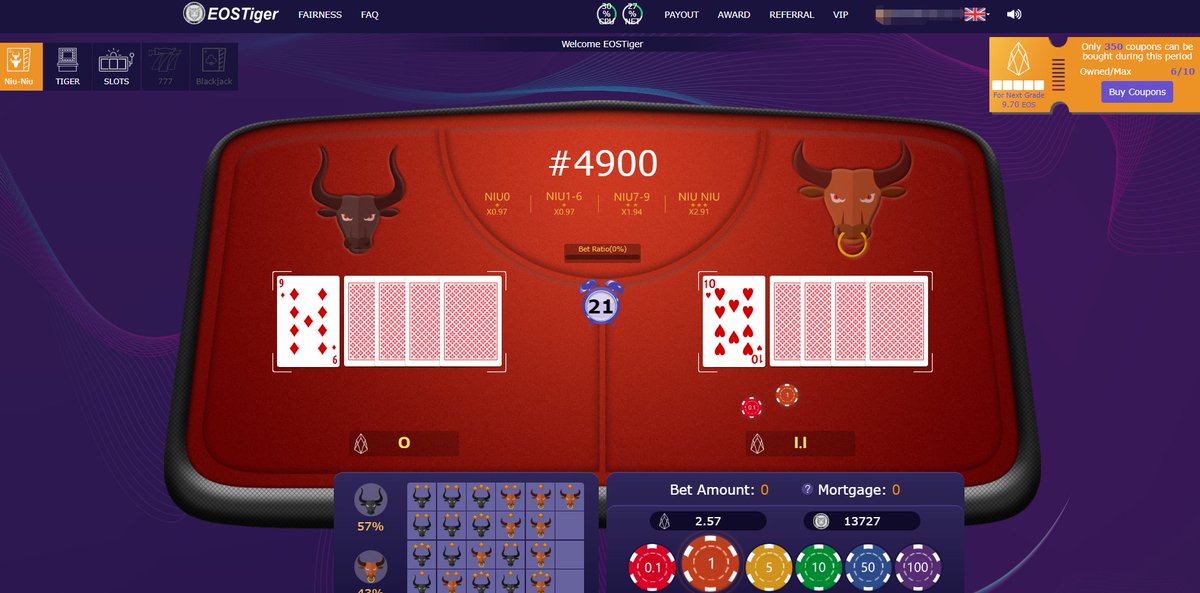 EOSTiger
FAIRNESS
FAQ
30
%
CPU
27
%
NET
PAYOUT
AWARD
REFERRAL
VIP
Welcome EOSTiger
Niu-Niu
TIGER
SLOTS
777
Blackjack
Only 350 coupons can be
bought during this period
Owned/Max 6/10
Buy Coupons
For Next Grade
9.70 EOS
#4900
NIU0
X0.97
NIU1-6
X0.97
NIU7-9
X1.94
NIU NIU
X2.91
Bet Ratio(0%)
21
9
9
10
10
0.1
1
0
1.1
57%
43%
Bet Amount: 0
? Mortgage: 0
2.57
13727
0.1
1
5
10
50
100